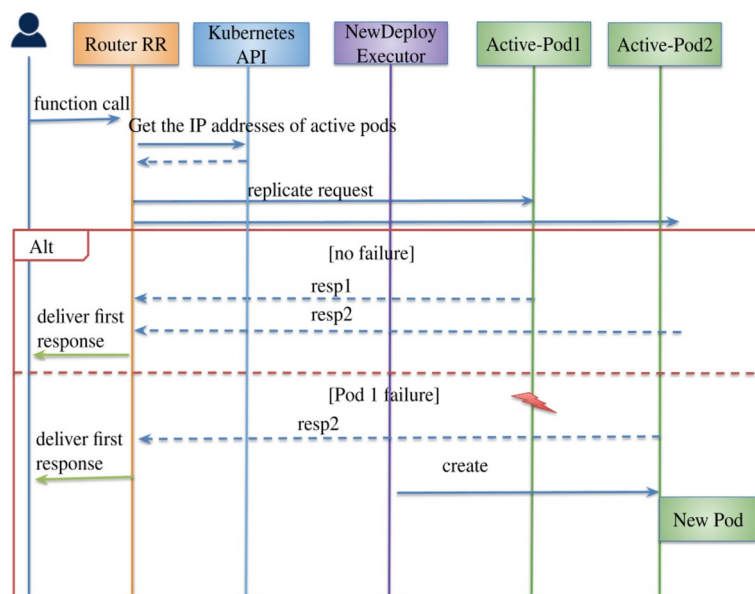 Router RR
Kubernetes
API
NewDeploy
Executor
Active-Pod1
Active-Pod2
function call
Get the IP addresses of active pods
replicate request
Alt
[no failure]
resp1
resp2
deliver first
response
[Pod 1 failure]
resp2
deliver first
response
create
New Pod